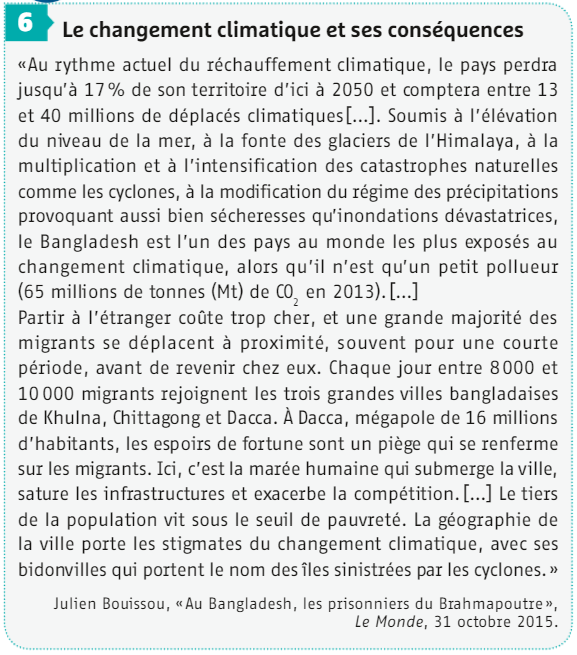 6 Le changement climatique et ses conséquences
«Au rythme actuel du réchauffement climatique, le pays perdra
jusqu'à 17 % de son territoire d'ici à 2050 et comptera entre 13
et 40 millions de déplacés climatiques[...]. Soumis à l'élévation
du niveau de la mer, à la fonte des glaciers de l'Himalaya, à la
multiplication et à l'intensification des catastrophes naturelles
comme les cyclones, à la modification du régime des précipitations
provoquant aussi bien sécheresses qu'inondations dévastatrices,
le Bangladesh est l'un des pays au monde les plus exposés au
changement climatique, alors qu'il n'est qu'un petit pollueur
(65 millions de tonnes (Mt) de CO₂ en 2013). [...]
Partir à l'étranger coûte trop cher, et une grande majorité des
migrants se déplacent à proximité, souvent pour une courte
période, avant de revenir chez eux. Chaque jour entre 8000 et
10000 migrants rejoignent les trois grandes villes bangladaises
de Khulna, Chittagong et Dacca. À Dacca, mégapole de 16 millions
d'habitants, les espoirs de fortune sont un piège qui se renferme
sur les migrants. Ici, c'est la marée humaine qui submerge la ville,
sature les infrastructures et exacerbe la compétition. [...] Le tiers
de la population vit sous le seuil de pauvreté. La géographie de
la ville porte les stigmates du changement climatique, avec ses
bidonvilles qui portent le nom des îles sinistrées par les cyclones.»
Julien Bouissou, «Au Bangladesh, les prisonniers du Brahmapoutre»,
Le Monde, 31 octobre 2015.